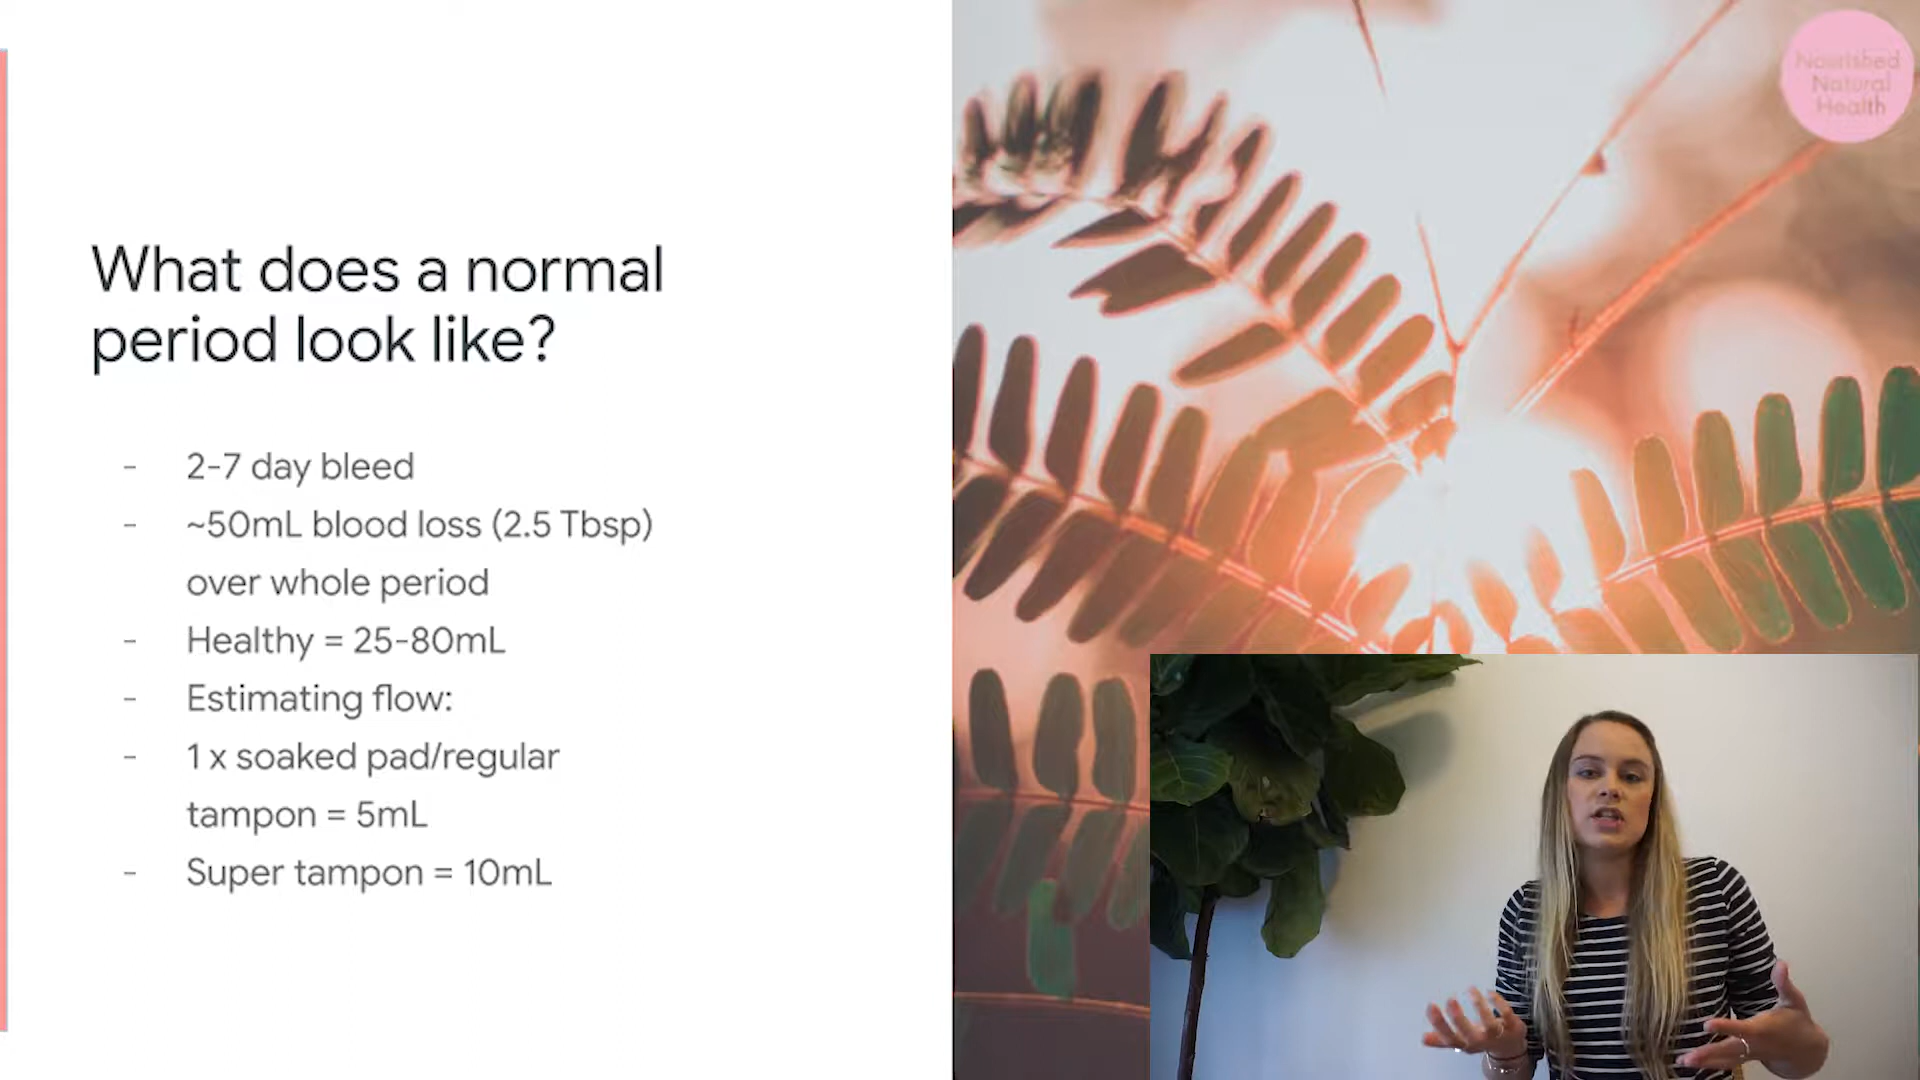 What does a normal
period look like?
- 2-7 day bleed
- ~50mL blood loss (2.5 Tbsp)
over whole period
- Healthy = 25-80mL
- Estimating flow:
- 1 x soaked pad/regular
tampon = 5mL
- Super tampon = 10mL
Nourished
Natural
Health